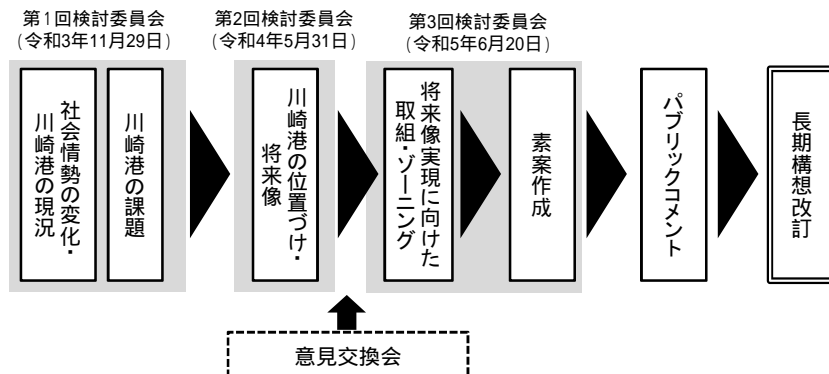 第1回検討委員会
(令和3年11月29日)
第2回検討委員会
(令和4年5月31日)
第3回検討委員会
(令和5年6月20日)
社会情勢の変化・
川崎港の現況
川崎港の課題
川崎港の位置づけ・
将来像
将来像実現に向けた
取組・ゾーニング
素案作成
パブリックコメント
長期構想改訂
意見交換会